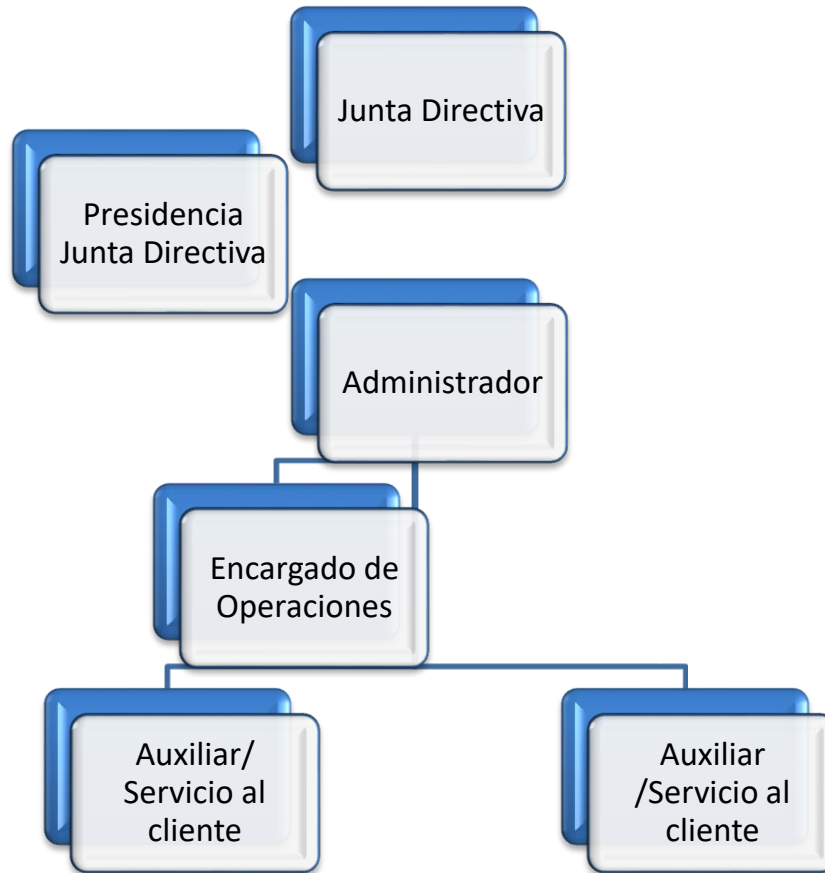 Junta Directiva
Presidencia
Junta Directiva
Administrador
Encargado de
Operaciones
Auxiliar/
Servicio al
cliente
Auxiliar
/Servicio al
cliente